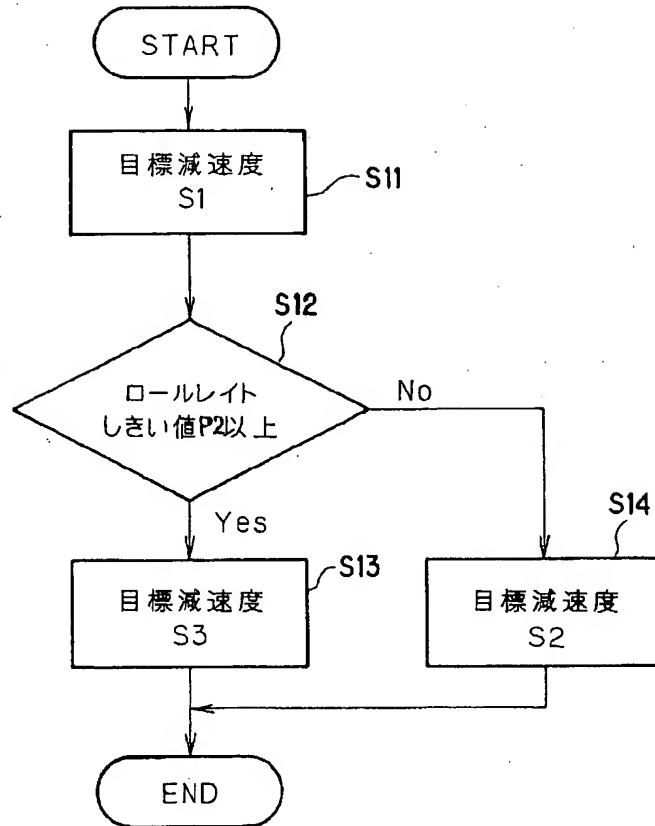 START
目標減速度
S1
S11
S12
ロールレイト
しきい値P2以上
No
Yes
S14
S13
目標減速度
S3
目標減速度
S2
END